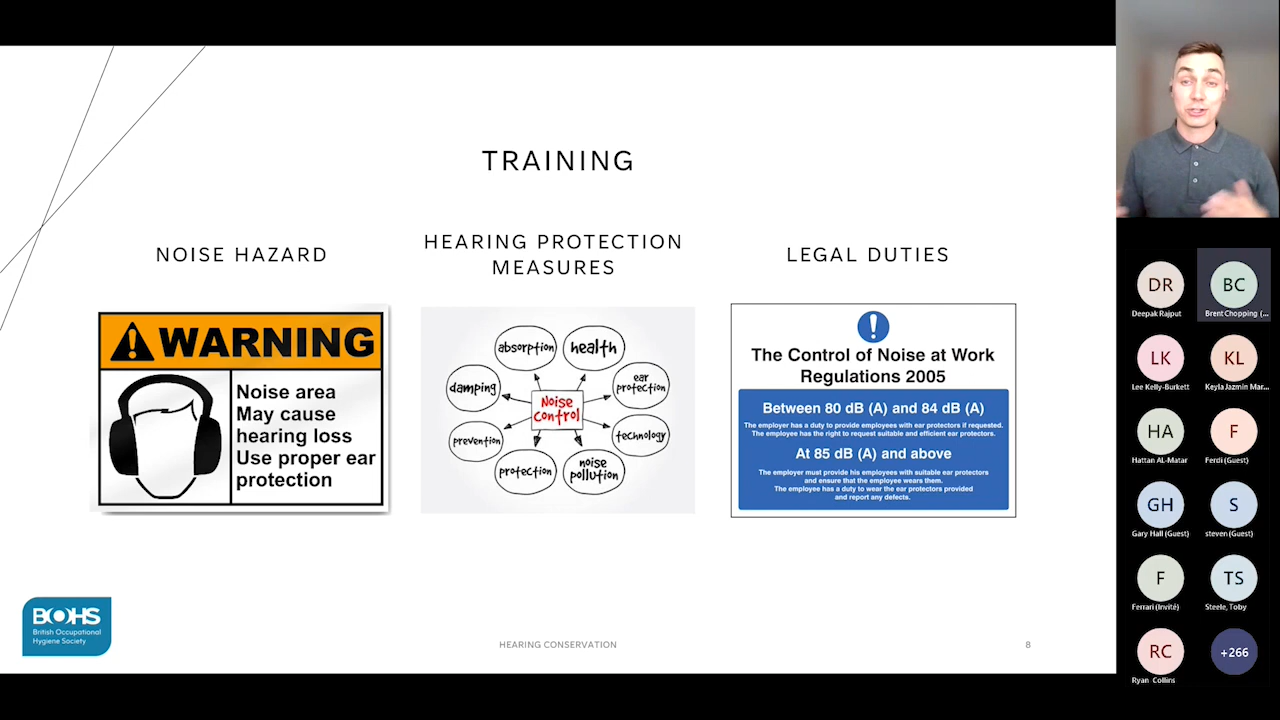 TRAINING
NOISE HAZARD
HEARING PROTECTION
MEASURES
LEGAL DUTIES
WARNING
Noise area
May cause
hearing loss
Use proper ear
protection
absorption
health
damping
ear
protection
Noise
Control
prevention
technology
protection
noise
pollution
The Control of Noise at Work
Regulations 2005
Between 80 dB (A) and 84 dB (A)
The employer has a duty to provide employees with ear protectors if requested.
The employee has the right to request suitable and efficient ear protectors.
At 85 dB (A) and above
The employer must provide his employees with suitable ear protectors
and ensure that the employee wears them.
The employee has a duty to wear the ear protectors provided
and report any defects.
BOHS
British Occupational
Hygiene Society
HEARING CONSERVATION
8
DR
Deepak Rajput
BC
Brent Chopping (...
LK
Lee Kelly-Burkett
KL
Keyla Jazmin Mar...
HA
Hattan AL-Matar
F
Ferdi (Guest)
GH
Gary Hall (Guest)
S
steven (Guest)
F
Ferrari (Invité)
TS
Steele, Toby
RC
Ryan Collins
+266